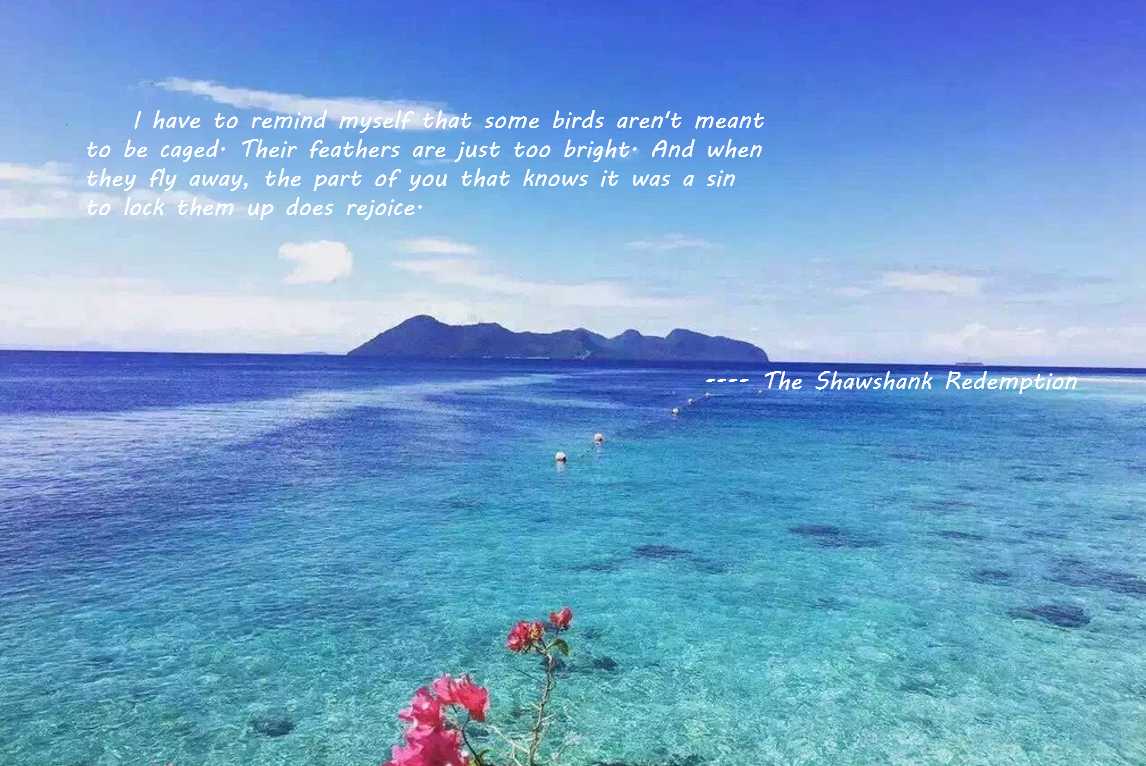 I have to remind myself that some birds aren't meant
to be caged. Their feathers are just too bright. And when
they fly away, the part of you that knows it was a sin
to lock them up does rejoice.
---- The Shawshank Redemption